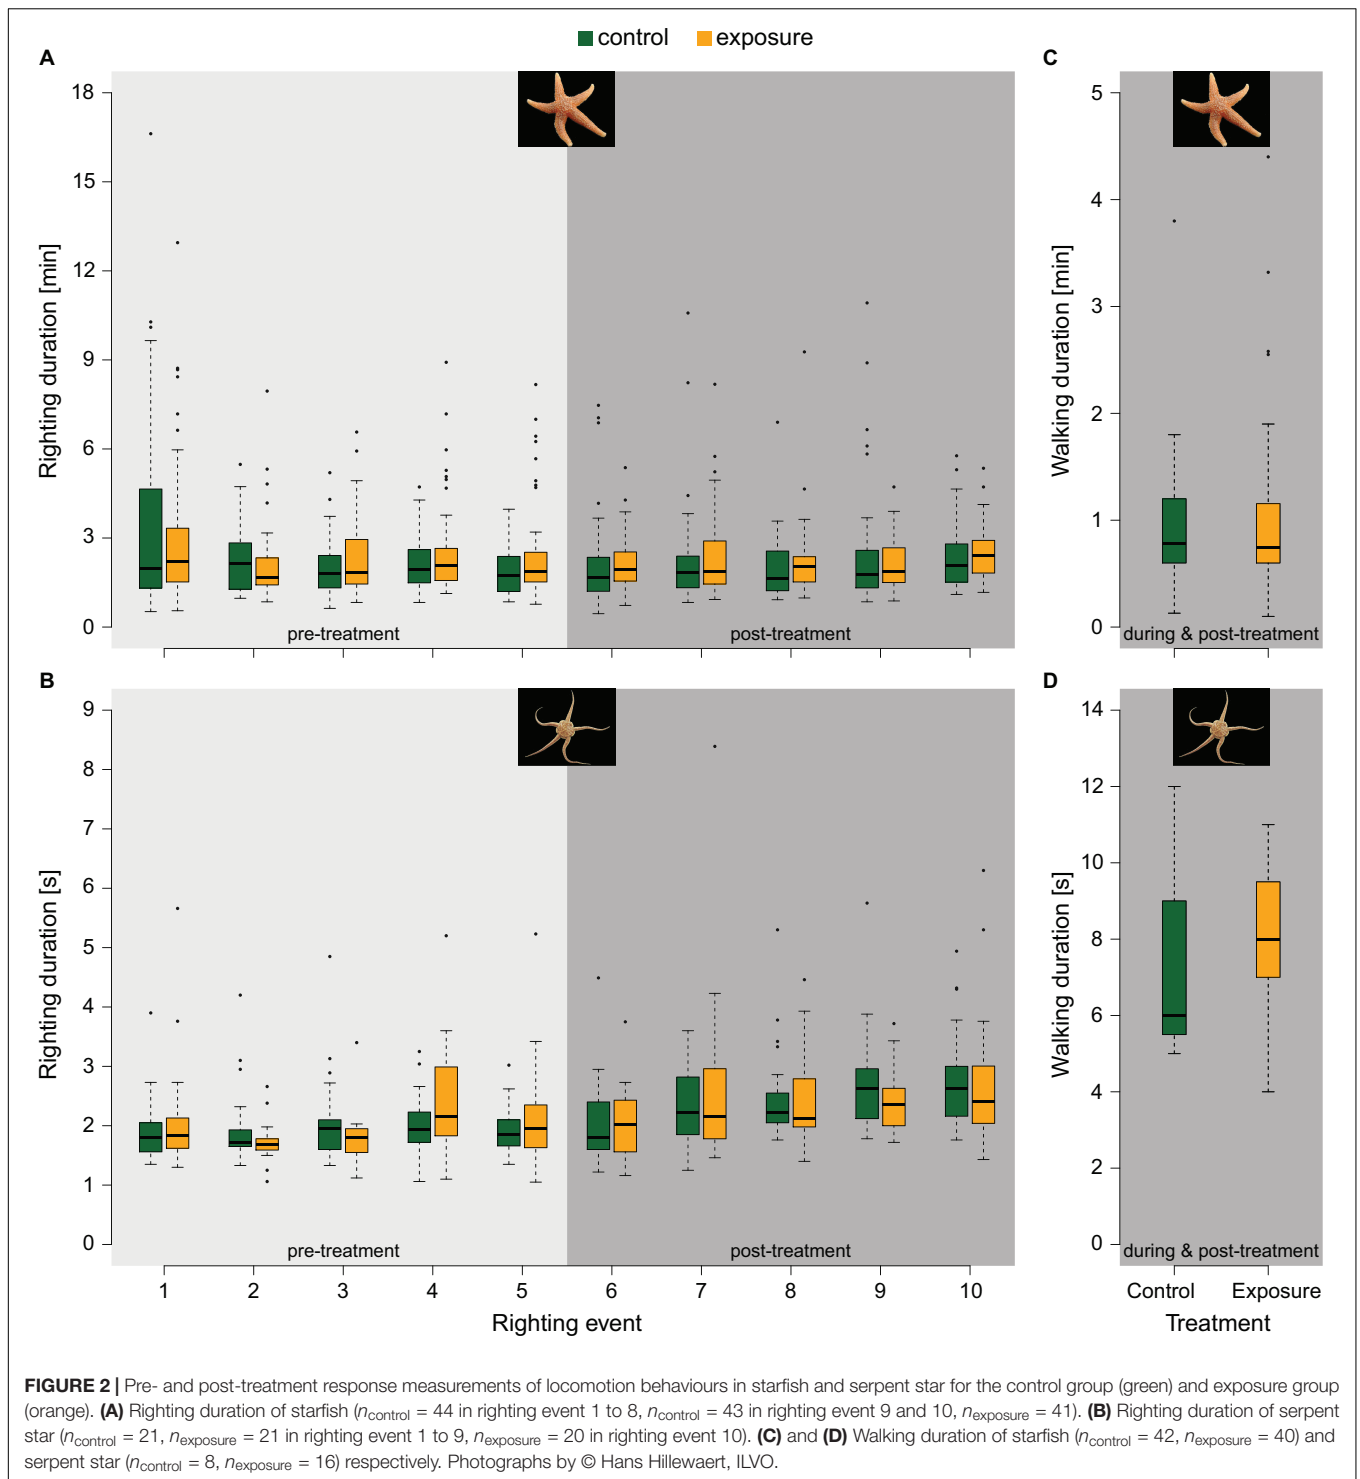 control exposure
A
C
18
15
12
9
6
3
0
Righting duration [min]
pre-treatment
post-treatment
5
4
3
2
1
0
Walking duration [min]
during & post-treatment
B
D
9
8
7
6
5
4
3
2
1
0
Righting duration [s]
pre-treatment
post-treatment
1 2 3 4 5 6 7 8 9 10
Righting event
14
12
10
8
6
4
2
0
Walking duration [s]
during & post-treatment
Control Exposure
Treatment
FIGURE 2 | Pre- and post-treatment response measurements of locomotion behaviours in starfish and serpent star for the control group (green) and exposure group
(orange). (A) Righting duration of starfish (ncontrol = 44 in righting event 1 to 8, ncontrol = 43 in righting event 9 and 10, nexposure = 41). (B) Righting duration of serpent
star (ncontrol = 21, nexposure = 21 in righting event 1 to 9, nexposure = 20 in righting event 10). (C) and (D) Walking duration of starfish (ncontrol = 42, nexposure = 40) and
serpent star (ncontrol = 8, nexposure = 16) respectively. Photographs by © Hans Hillewaert, ILVO.